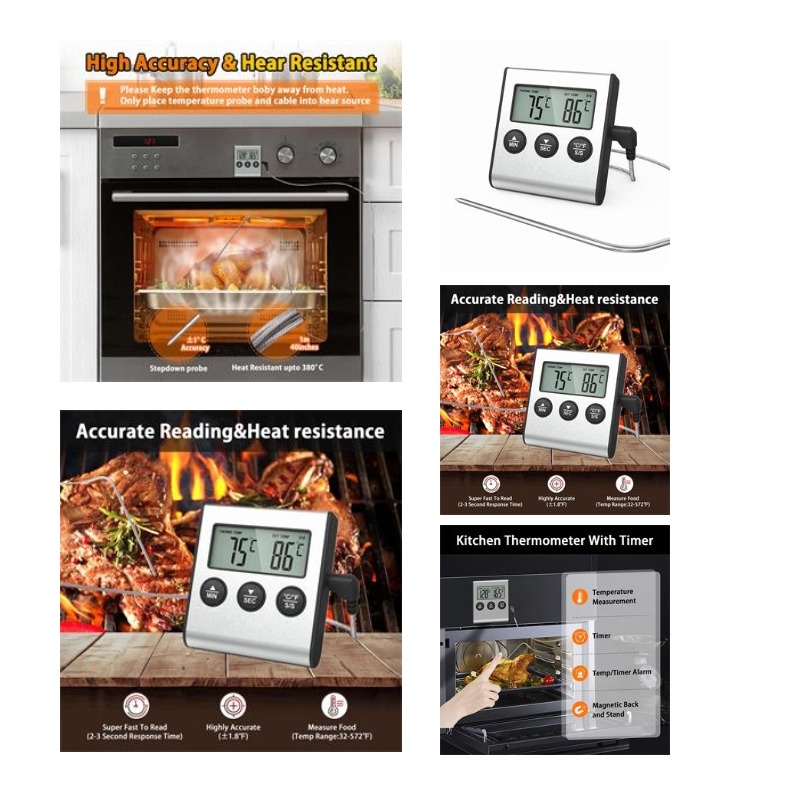 High Accuracy & Hear Resistant
! Please Keep the thermometer boby away from heat.
Only place temperature probe and cable into hear source
±1°C
Accuracy
1m
40inches
Stepdown probe
Heat Resistant upto 380°C
75°C 86°C
MIN
SEC
°C/°F
S/S
Accurate Reading&Heat resistance
75°C 86°C
MIN
SEC
°C/°F
S/S
Super Fast To Read
(2-3 Second Response Time)
Highly Accurate
(±1.8°F)
Measure Food
(Temp Range:32-572°F)
Accurate Reading&Heat resistance
75°C 86°C
MIN
SEC
°C/°F
S/S
Super Fast To Read
(2-3 Second Response Time)
Highly Accurate
(±1.8°F)
Measure Food
(Temp Range:32-572°F)
Kitchen Thermometer With Timer
Temperature
Measurement
Timer
Temp/Timer Alarm
Magnetic Back
and Stand